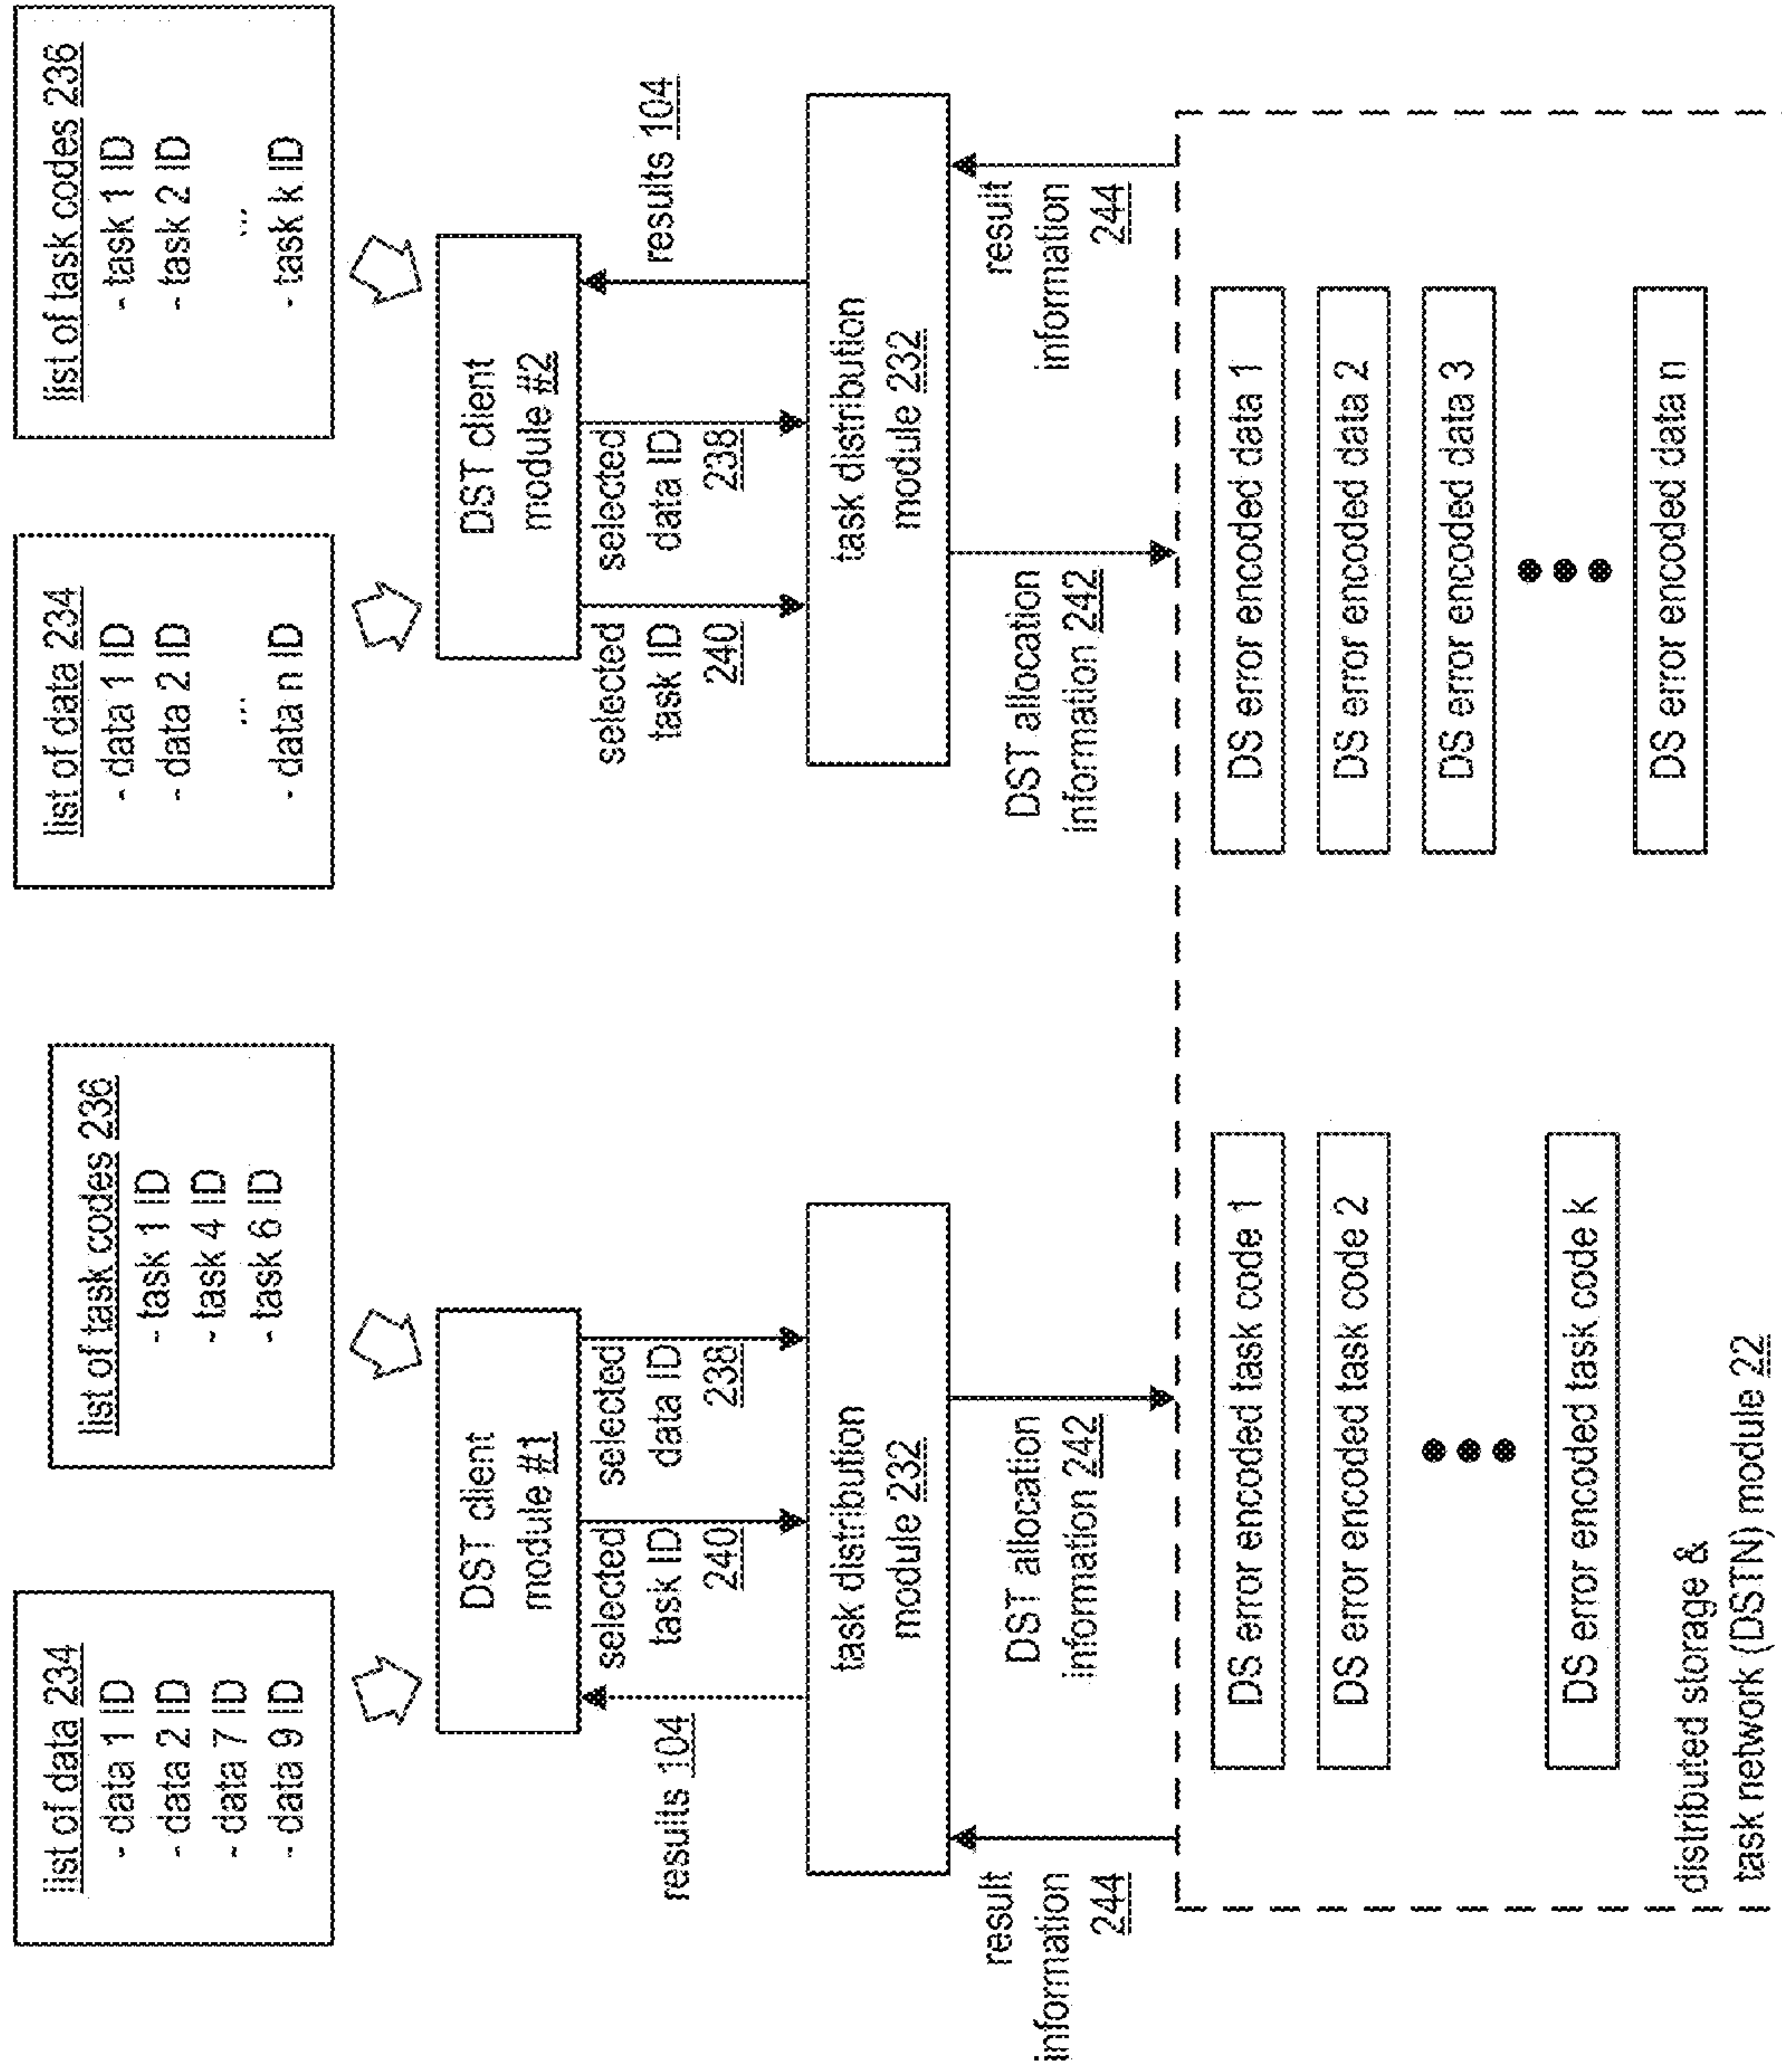 list of data 234
- data 1 ID
- data 2 ID
- data 7 ID
- data 9 ID
list of task codes 236
- task 1 ID
- task 4 ID
- task 6 ID
DST client
module #1
results 104
selected
task ID
240
selected
data ID
238
task distribution
module 232
result
information
244
DST allocation
information 242
list of data 234
- data 1 ID
- data 2 ID
...
- data n ID
list of task codes 236
- task 1 ID
- task 2 ID
...
- task k ID
DST client
module #2
selected
task ID
240
selected
data ID
238
results 104
task distribution
module 232
DST allocation
information 242
result
information
244
DS error encoded task code 1
DS error encoded task code 2
DS error encoded task code k
DS error encoded data 1
DS error encoded data 2
DS error encoded data 3
DS error encoded data n
distributed storage &
task network (DSTN) module 22